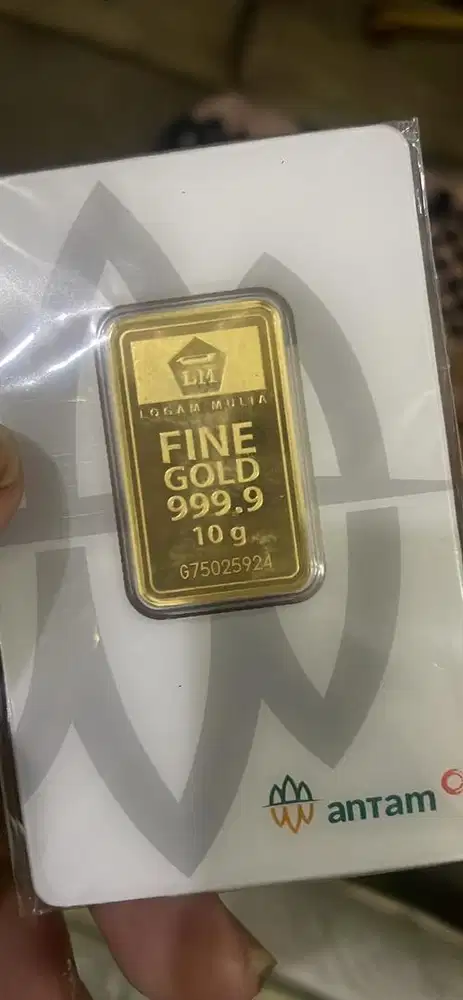 LM
LOGAM MULIA
FINE
GOLD
999.9
10 g
G75025924
antam